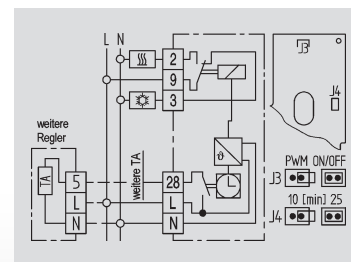 L N
2
9
3
J3
J4
weitere
Regler
TA
weitere TA
5
28
ϑ
L
L
N
N
PWM ON/OFF
J3
10 [min] 25
J4